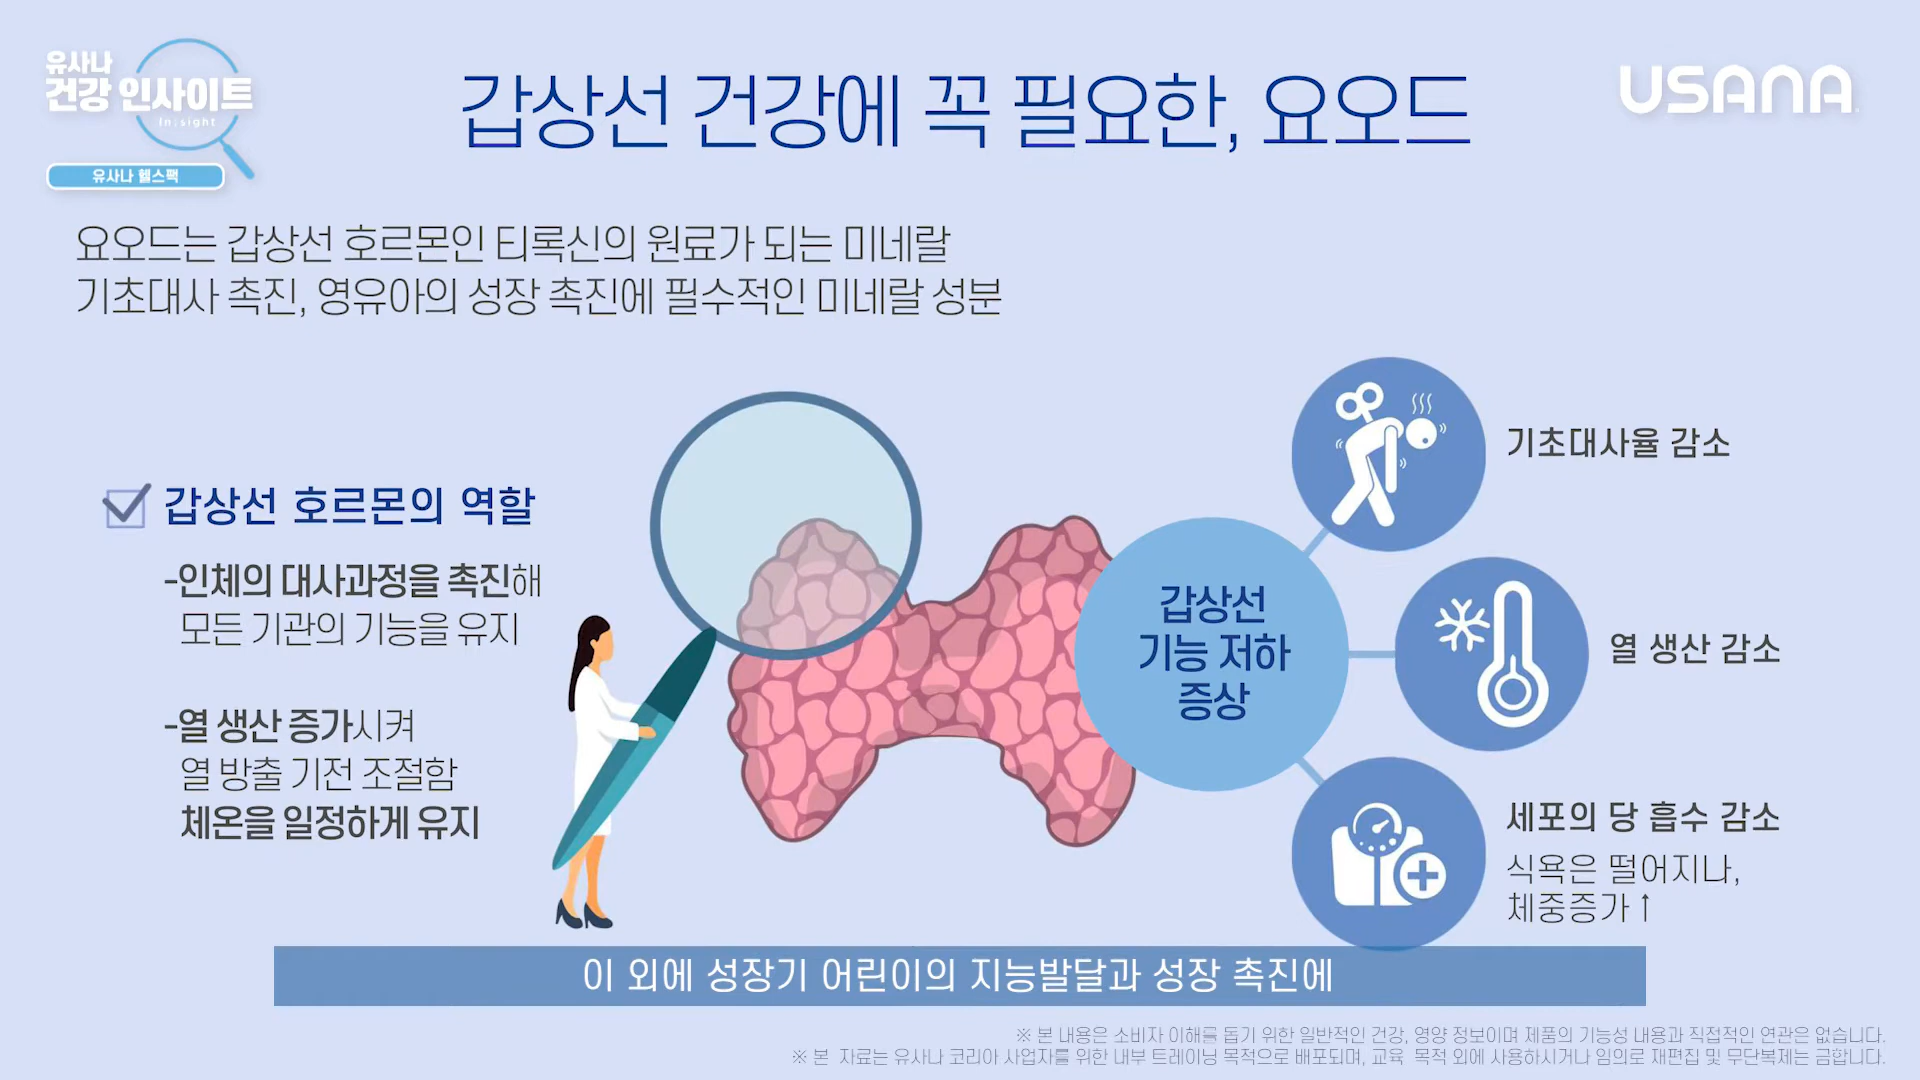 유사나
건강 인사이트
In:sight
유사나 헬스팩
갑상선 건강에 꼭 필요한, 요오드
USANA
요오드는 갑상선 호르몬인 티록신의 원료가 되는 미네랄
기초대사 촉진, 영유아의 성장 촉진에 필수적인 미네랄 성분
갑상선 호르몬의 역할
-인체의 대사과정을 촉진해
모든 기관의 기능을 유지
-열 생산 증가시켜
열 방출 기전 조절함
체온을 일정하게 유지
갑상선
기능 저하
증상
기초대사율 감소
열 생산 감소
세포의 당 흡수 감소
식욕은 떨어지나,
체중증가↑
이 외에 성장기 어린이의 지능발달과 성장 촉진에
※ 본 내용은 소비자 이해를 돕기 위한 일반적인 건강, 영양 정보이며 제품의 기능성 내용과 직접적인 연관은 없습니다.
※ 본 자료는 유사나 코리아 사업자를 위한 내부 트레이닝 목적으로 배포되며, 교육 목적 외에 사용하시거나 임의로 재편집 및 무단복제는 금합니다.